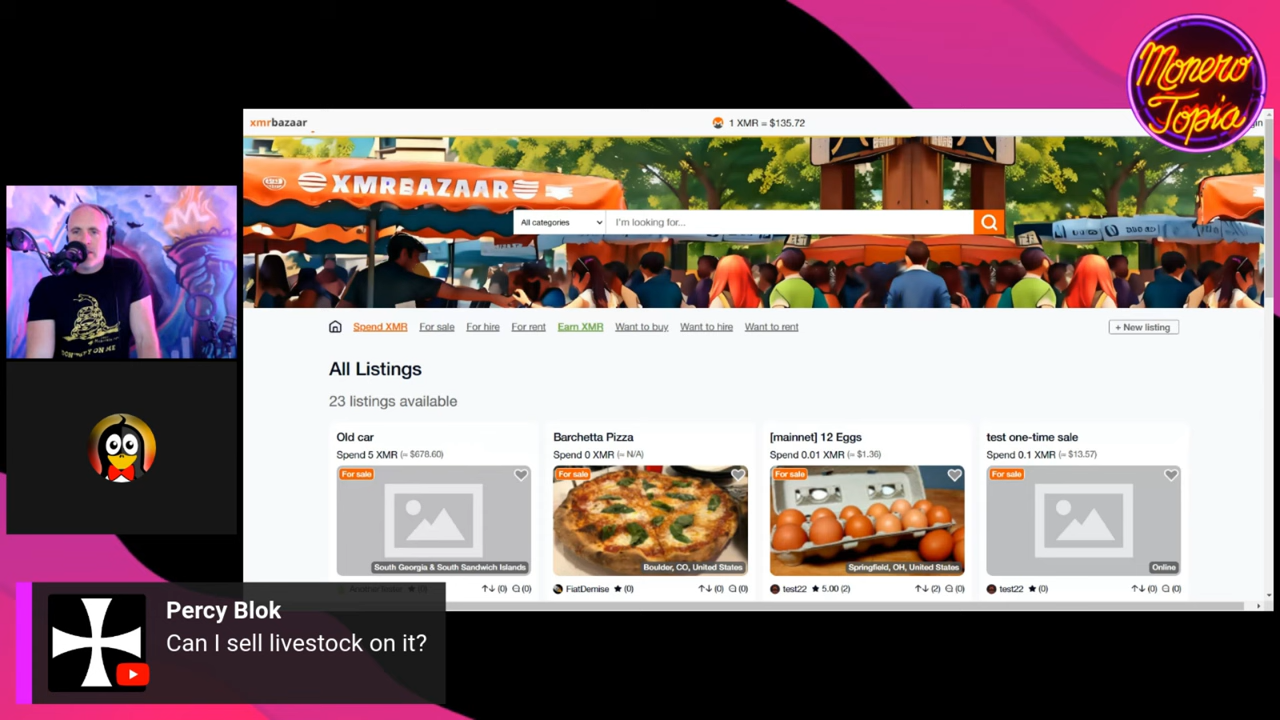 Monero
Topia
xmrbazaar
1 XMR = $135.72
XMRBAZAAR
All categories
I'm looking for...
Spend XMR
For sale
For hire
For rent
Earn XMR
Want to buy
Want to hire
Want to rent
+ New listing
All Listings
23 listings available
Old car
Spend 5 XMR (≈ $678.60)
For sale
South Georgia & South Sandwich Islands
↑↓ (0) (0)
Barchetta Pizza
Spend 0 XMR (≈ N/A)
For sale
Boulder, CO, United States
FiatDemise ★ (0)
↑↓ (0) (0)
[mainnet] 12 Eggs
Spend 0.01 XMR (≈ $1.36)
For sale
Springfield, OH, United States
test22 ★ 5.00 (2)
↑↓ (2) (0)
test one-time sale
Spend 0.1 XMR (≈ $13.57)
For sale
Online
test22 ★ (0)
↑↓ (0) (0)
Percy Blok
Can I sell livestock on it?